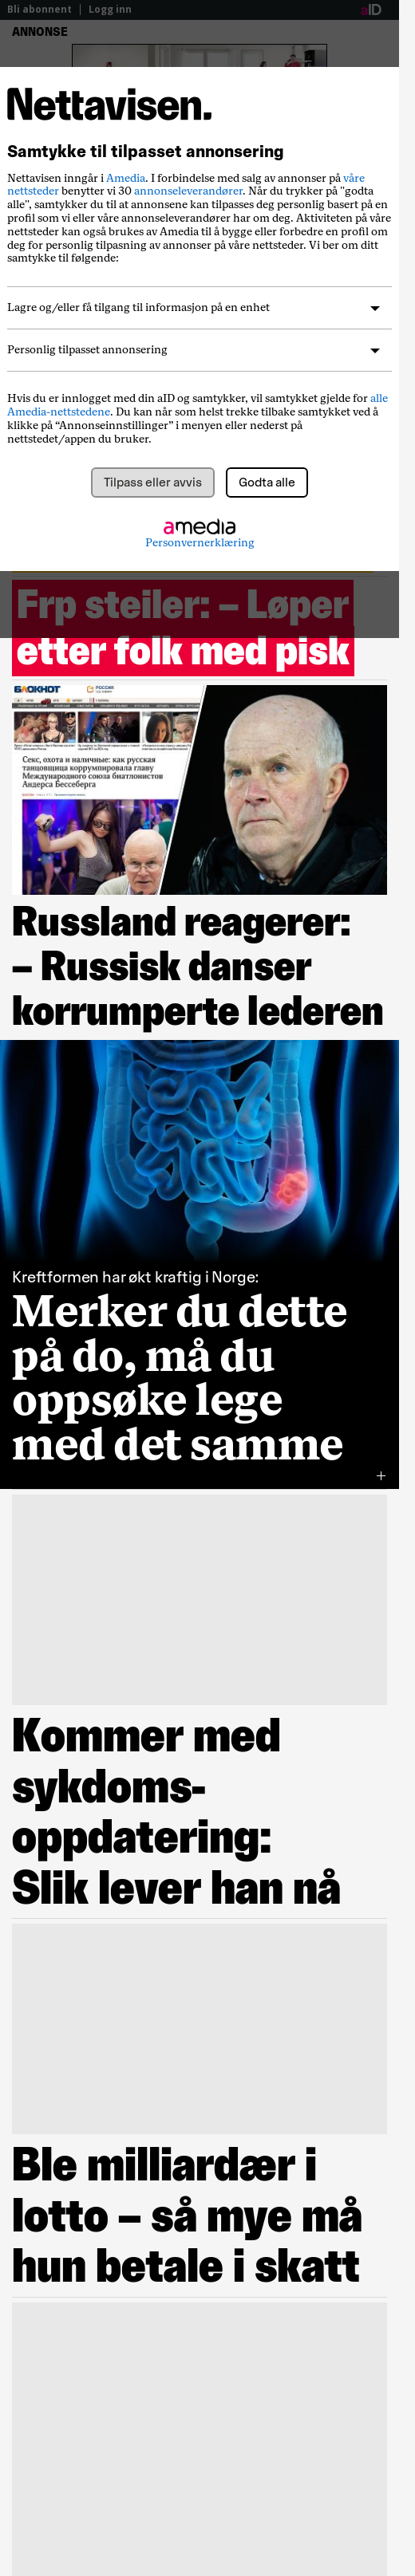 Bli abonnent | Logg inn
aID
ANNONSE
Nettavisen.
Samtykke til tilpasset annonsering
Nettavisen inngår i Amedia. I forbindelse med salg av annonser på våre
nettsteder benytter vi 30 annonseleverandører. Når du trykker på "godta
alle", samtykker du til at annonsene kan tilpasses deg personlig basert på en
profil som vi eller våre annonseleverandører har om deg. Aktiviteten på våre
nettsteder kan også brukes av Amedia til å bygge eller forbedre en profil om
deg for personlig tilpasning av annonser på våre nettsteder. Vi ber om ditt
samtykke til følgende:
Lagre og/eller få tilgang til informasjon på en enhet
Personlig tilpasset annonsering
Hvis du er innlogget med din aID og samtykker, vil samtykket gjelde for alle
Amedia-nettstedene. Du kan når som helst trekke tilbake samtykket ved å
klikke på “Annonseinnstillinger” i menyen eller nederst på
nettstedet/appen du bruker.
Tilpass eller avvis
Godta alle
amedia
Personvernerklæring
Frp steiler: – Løper
etter folk med pisk
БЛОКНОТ
РОССИЯ
Секс, охота и наличные: как русская
танцовщица коррумпировала главу
Международного союза биатлонистов
Андерса Бессеберга
Russland reagerer:
– Russisk danser
korrumperte lederen
Kreftformen har økt kraftig i Norge:
Merker du dette
på do, må du
oppsøke lege
med det samme
+
Kommer med
sykdoms-
oppdatering:
Slik lever han nå
Ble milliardær i
lotto – så mye må
hun betale i skatt